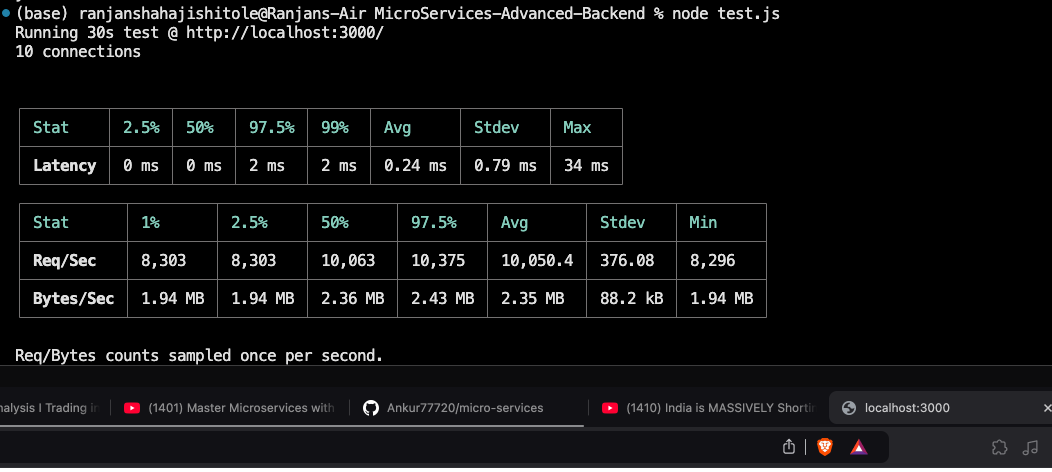 (base) ranjanshahajishitole@Ranjans-Air MicroServices-Advanced-Backend % node test.js
Running 30s test @ http://localhost:3000/
10 connections
Stat 2.5% 50% 97.5% 99% Avg Stdev Max
Latency 0 ms 0 ms 2 ms 2 ms 0.24 ms 0.79 ms 34 ms
Stat 1% 2.5% 50% 97.5% Avg Stdev Min
Req/Sec 8,303 8,303 10,063 10,375 10,050.4 376.08 8,296
Bytes/Sec 1.94 MB 1.94 MB 2.36 MB 2.43 MB 2.35 MB 88.2 kB 1.94 MB
Req/Bytes counts sampled once per second.
nalysis I Trading in (1401) Master Microservices with Ankur77720/micro-services (1410) India is MASSIVELY Shortin localhost:3000